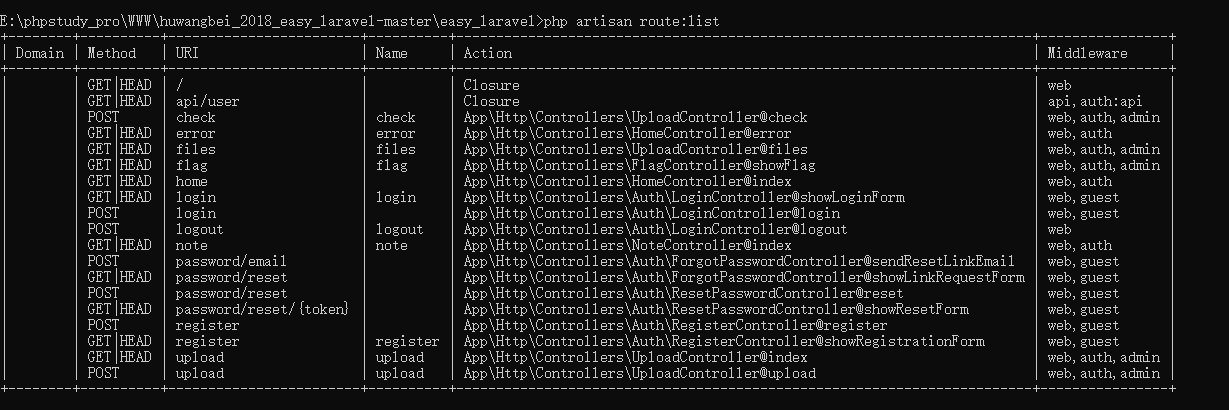 E:\phpstudy_pro\WWW\huwangbei_2018_easy_laravel-master\easy_laravel>php artisan route:list
| Domain | Method | URI | Name | Action | Middleware |
| | GET|HEAD | / | | Closure | web |
| | GET|HEAD | api/user | | Closure | api,auth:api |
| | POST | check | check | App\Http\Controllers\UploadController@check | web,auth,admin |
| | GET|HEAD | error | error | App\Http\Controllers\HomeController@error | web,auth |
| | GET|HEAD | files | files | App\Http\Controllers\UploadController@files | web,auth,admin |
| | GET|HEAD | flag | flag | App\Http\Controllers\FlagController@showFlag | web,auth,admin |
| | GET|HEAD | home | | App\Http\Controllers\HomeController@index | web,auth |
| | GET|HEAD | login | login | App\Http\Controllers\Auth\LoginController@showLoginForm | web,guest |
| | POST | login | | App\Http\Controllers\Auth\LoginController@login | web,guest |
| | POST | logout | logout | App\Http\Controllers\Auth\LoginController@logout | web |
| | GET|HEAD | note | note | App\Http\Controllers\NoteController@index | web,auth |
| | POST | password/email | | App\Http\Controllers\Auth\ForgotPasswordController@sendResetLinkEmail | web,guest |
| | GET|HEAD | password/reset | | App\Http\Controllers\Auth\ForgotPasswordController@showLinkRequestForm | web,guest |
| | POST | password/reset | | App\Http\Controllers\Auth\ResetPasswordController@reset | web,guest |
| | GET|HEAD | password/reset/{token} | | App\Http\Controllers\Auth\ResetPasswordController@showResetForm | web,guest |
| | POST | register | | App\Http\Controllers\Auth\RegisterController@register | web,guest |
| | GET|HEAD | register | register | App\Http\Controllers\Auth\RegisterController@showRegistrationForm | web,guest |
| | GET|HEAD | upload | upload | App\Http\Controllers\UploadController@index | web,auth,admin |
| | POST | upload | upload | App\Http\Controllers\UploadController@upload | web,auth,admin |